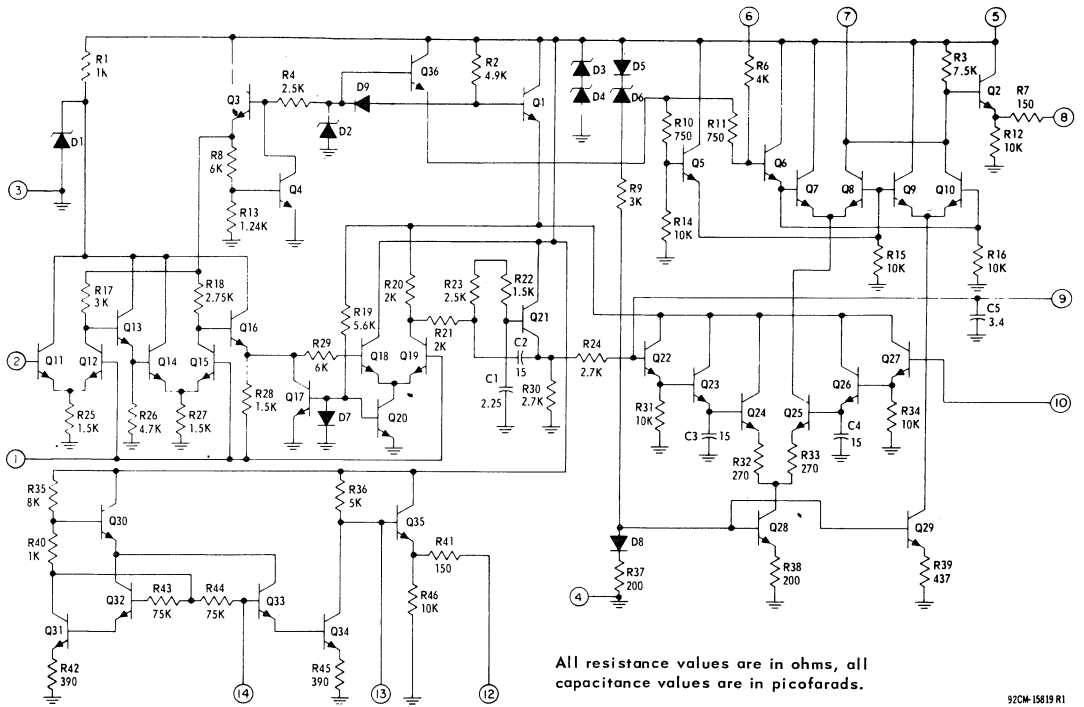 6
7
5
R1
1K
R4
2.5K
Q3
D9
Q36
R2
4.9K
Q1
D3
D4
D5
D6
R6
4K
R3
7.5K
Q2
R7
150
8
R12
10K
D1
D2
R8
6K
Q4
R10
750
R11
750
Q5
Q6
Q7
Q8
Q9
Q10
3
R13
1.24K
R9
3K
R14
10K
R15
10K
R16
10K
R17
3K
Q13
R18
2.75K
Q16
R19
5.6K
R20
2K
R23
2.5K
R22
1.5K
Q21
9
C5
3.4
2
Q11
Q12
Q14
Q15
R29
6K
Q18
Q19
R21
2K
C2
15
R24
2.7K
Q22
Q27
Q17
D7
Q20
C1
2.25
R30
2.7K
Q23
Q24
Q25
Q26
R25
1.5K
R26
4.7K
R27
1.5K
R28
1.5K
R31
10K
C3
15
C4
15
R34
10K
10
R32
270
R33
270
1
R35
8K
Q30
R36
5K
Q35
R40
1K
R41
150
D8
Q28
Q29
Q32
R43
75K
R44
75K
Q33
R46
10K
R37
200
R38
200
R39
437
4
Q31
Q34
R42
390
R45
390
14
13
12
All resistance values are in ohms, all
capacitance values are in picofarads.
92CM-15819 R1